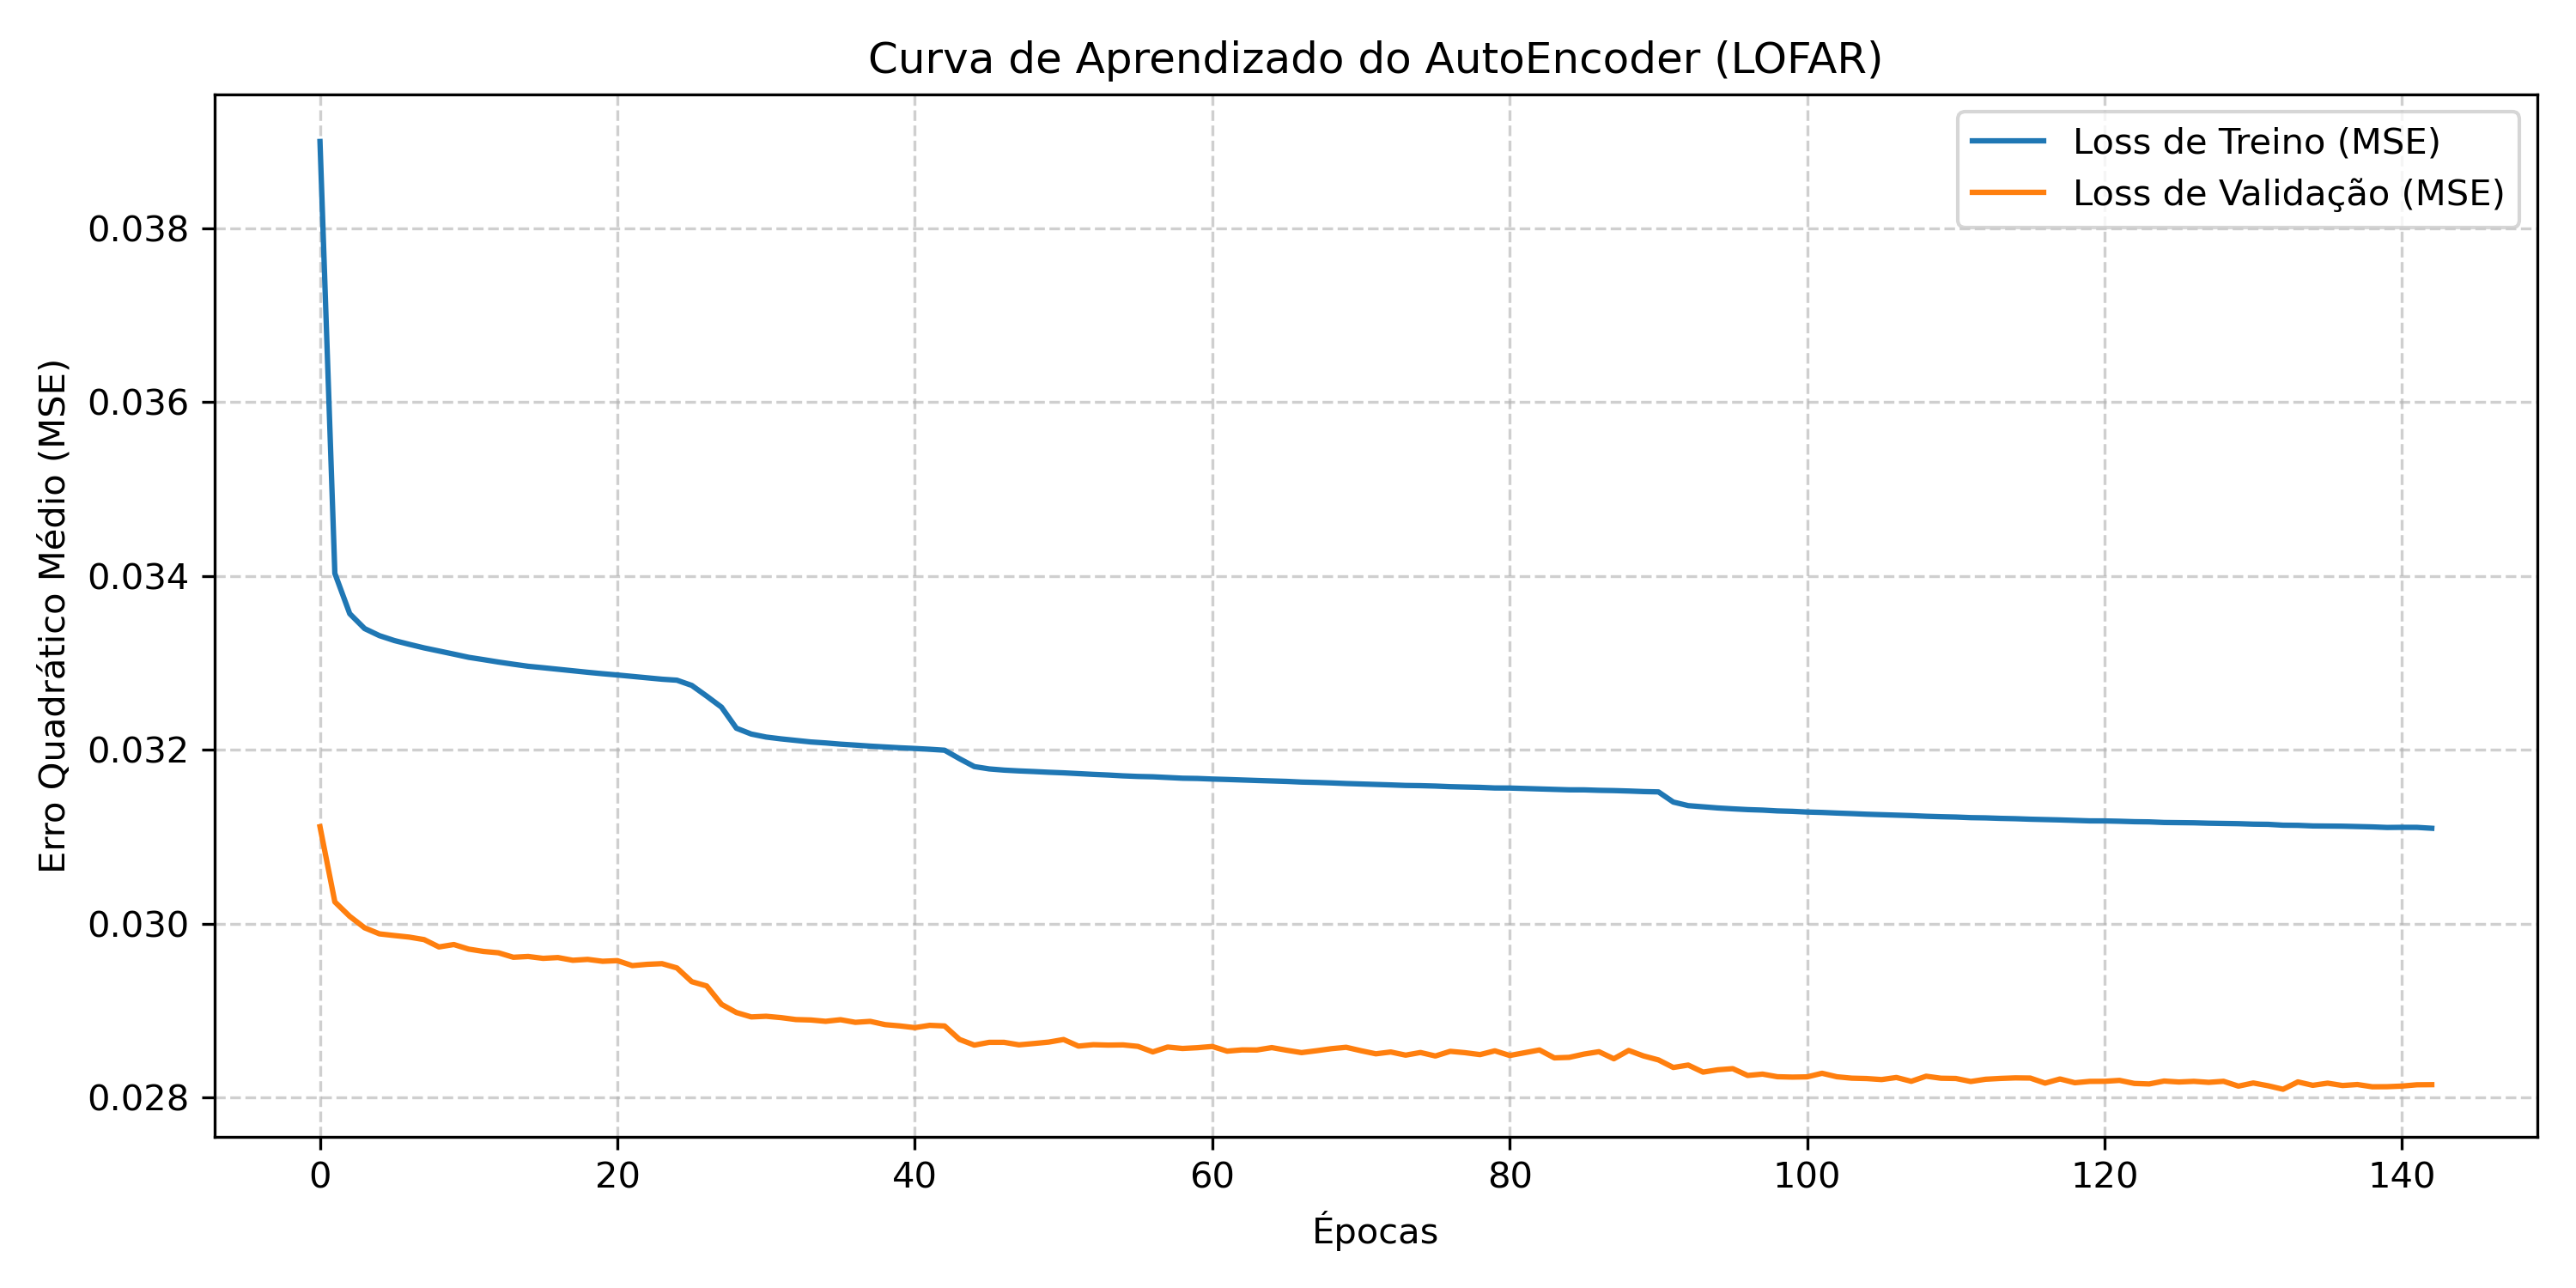 Curva de Aprendizado do AutoEncoder (LOFAR)
Loss de Treino (MSE)
Loss de Validação (MSE)
Erro Quadrático Médio (MSE)
0.038
0.036
0.034
0.032
0.030
0.028
0 20 40 60 80 100 120 140
Épocas